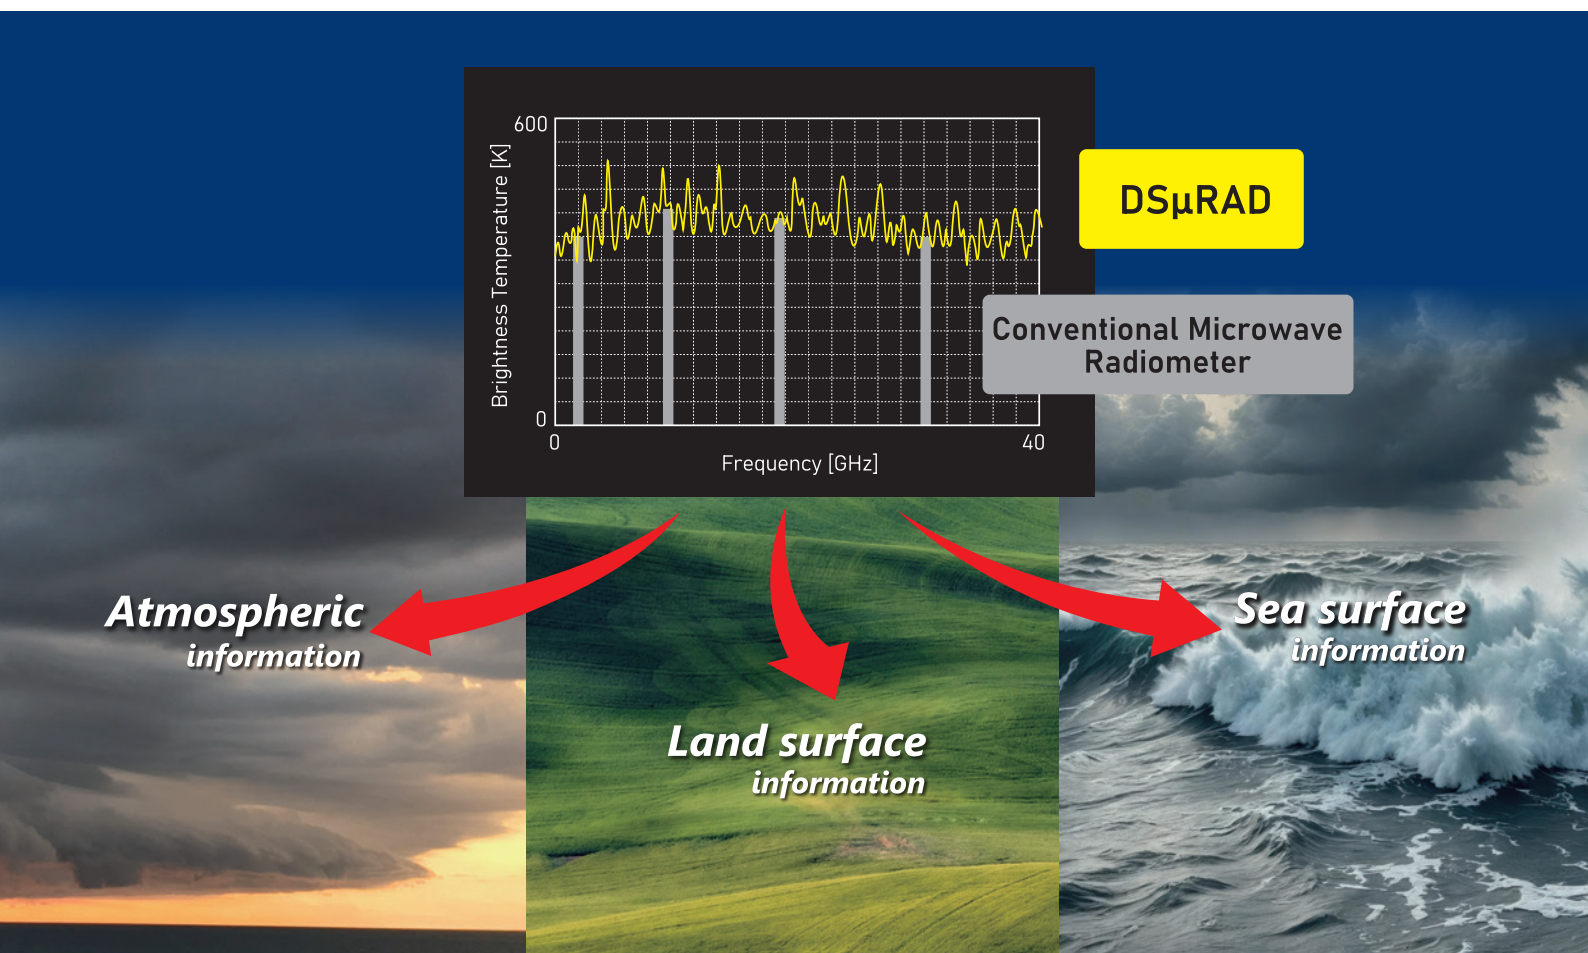 600
Brightness Temperature [K]
0
0
40
Frequency [GHz]
DSμRAD
Conventional Microwave
Radiometer
Atmospheric
information
Land surface
information
Sea surface
information